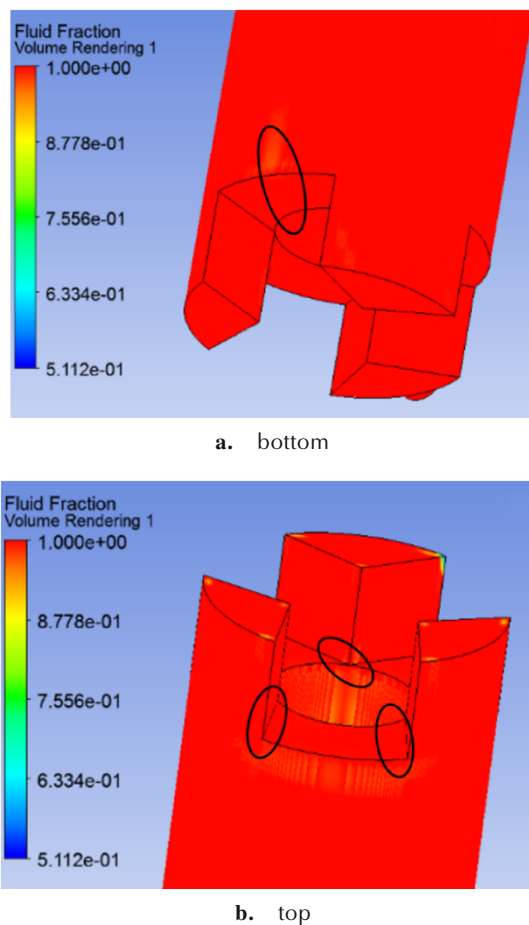 Fluid Fraction
Volume Rendering 1
1.000e+00
8.778e-01
7.556e-01
6.334e-01
5.112e-01
a. bottom
Fluid Fraction
Volume Rendering 1
1.000e+00
8.778e-01
7.556e-01
6.334e-01
5.112e-01
b. top